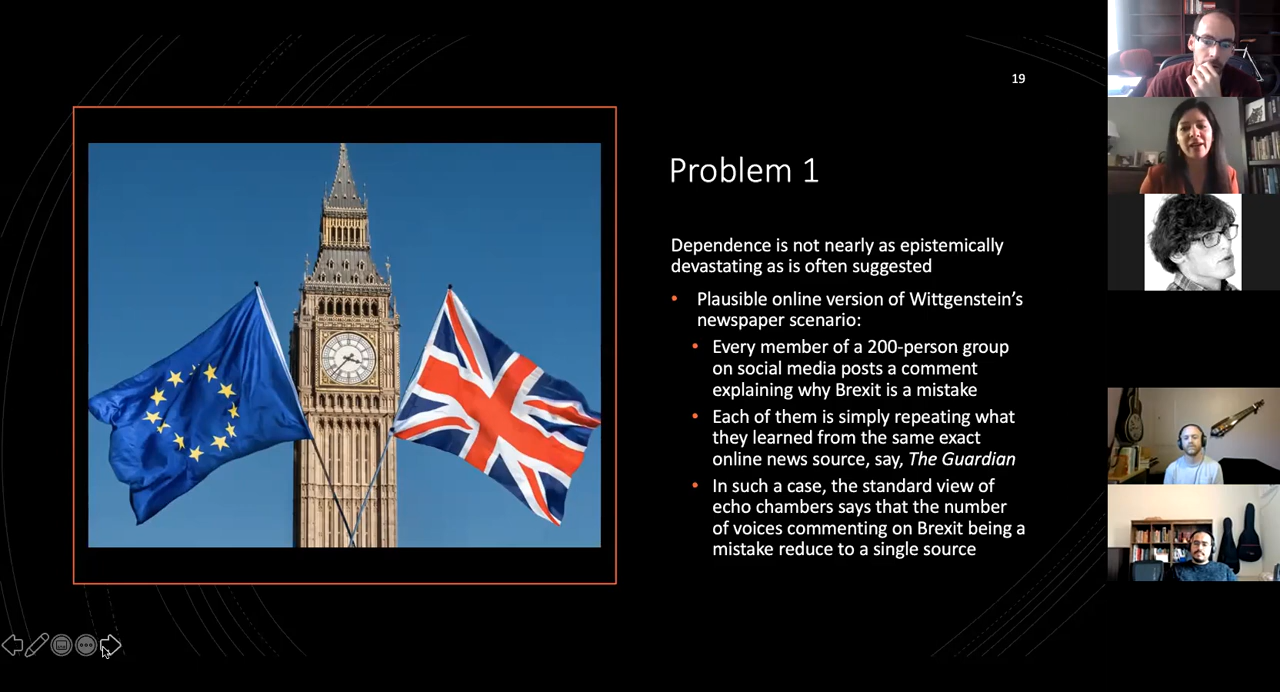 19
Problem 1
Dependence is not nearly as epistemically
devastating as is often suggested
• Plausible online version of Wittgenstein's
newspaper scenario:
• Every member of a 200-person group
on social media posts a comment
explaining why Brexit is a mistake
• Each of them is simply repeating what
they learned from the same exact
online news source, say, The Guardian
• In such a case, the standard view of
echo chambers says that the number
of voices commenting on Brexit being a
mistake reduce to a single source